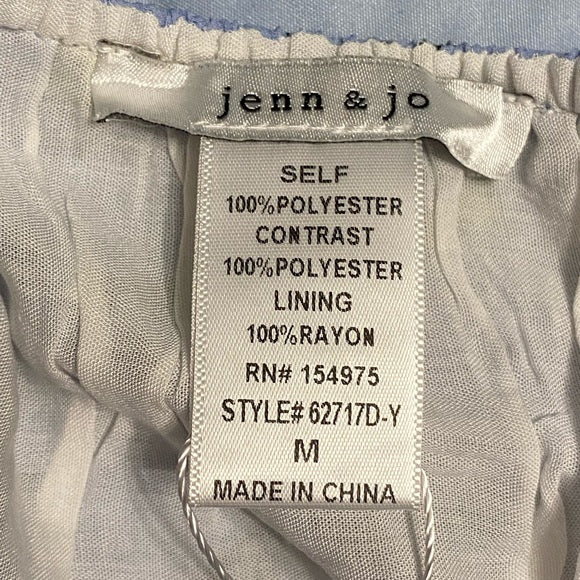 jenn & jo
SELF
100%POLYESTER
CONTRAST
100%POLYESTER
LINING
100%RAYON
RN# 154975
STYLE# 62717D-Y
M
MADE IN CHINA